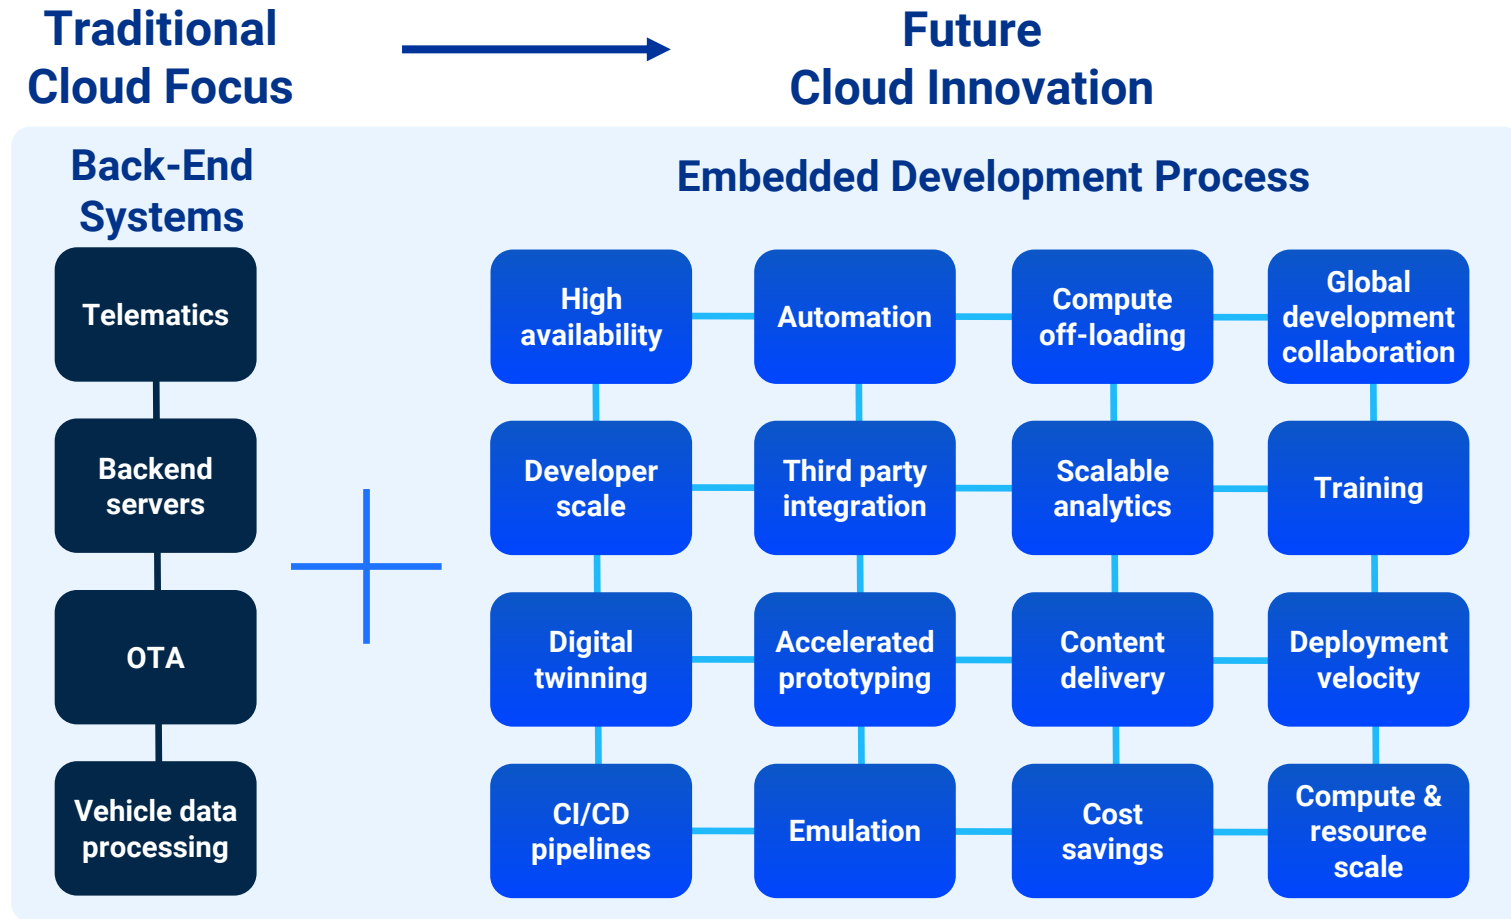 Traditional
Cloud Focus
Future
Cloud Innovation
Back-End
Systems
Telematics
Backend
servers
OTA
Vehicle data
processing
Embedded Development Process
High
availability
Automation
Compute
off-loading
Global
development
collaboration
Developer
scale
Third party
integration
Scalable
analytics
Training
Digital
twinning
Accelerated
prototyping
Content
delivery
Deployment
velocity
CI/CD
pipelines
Emulation
Cost
savings
Compute &
resource
scale